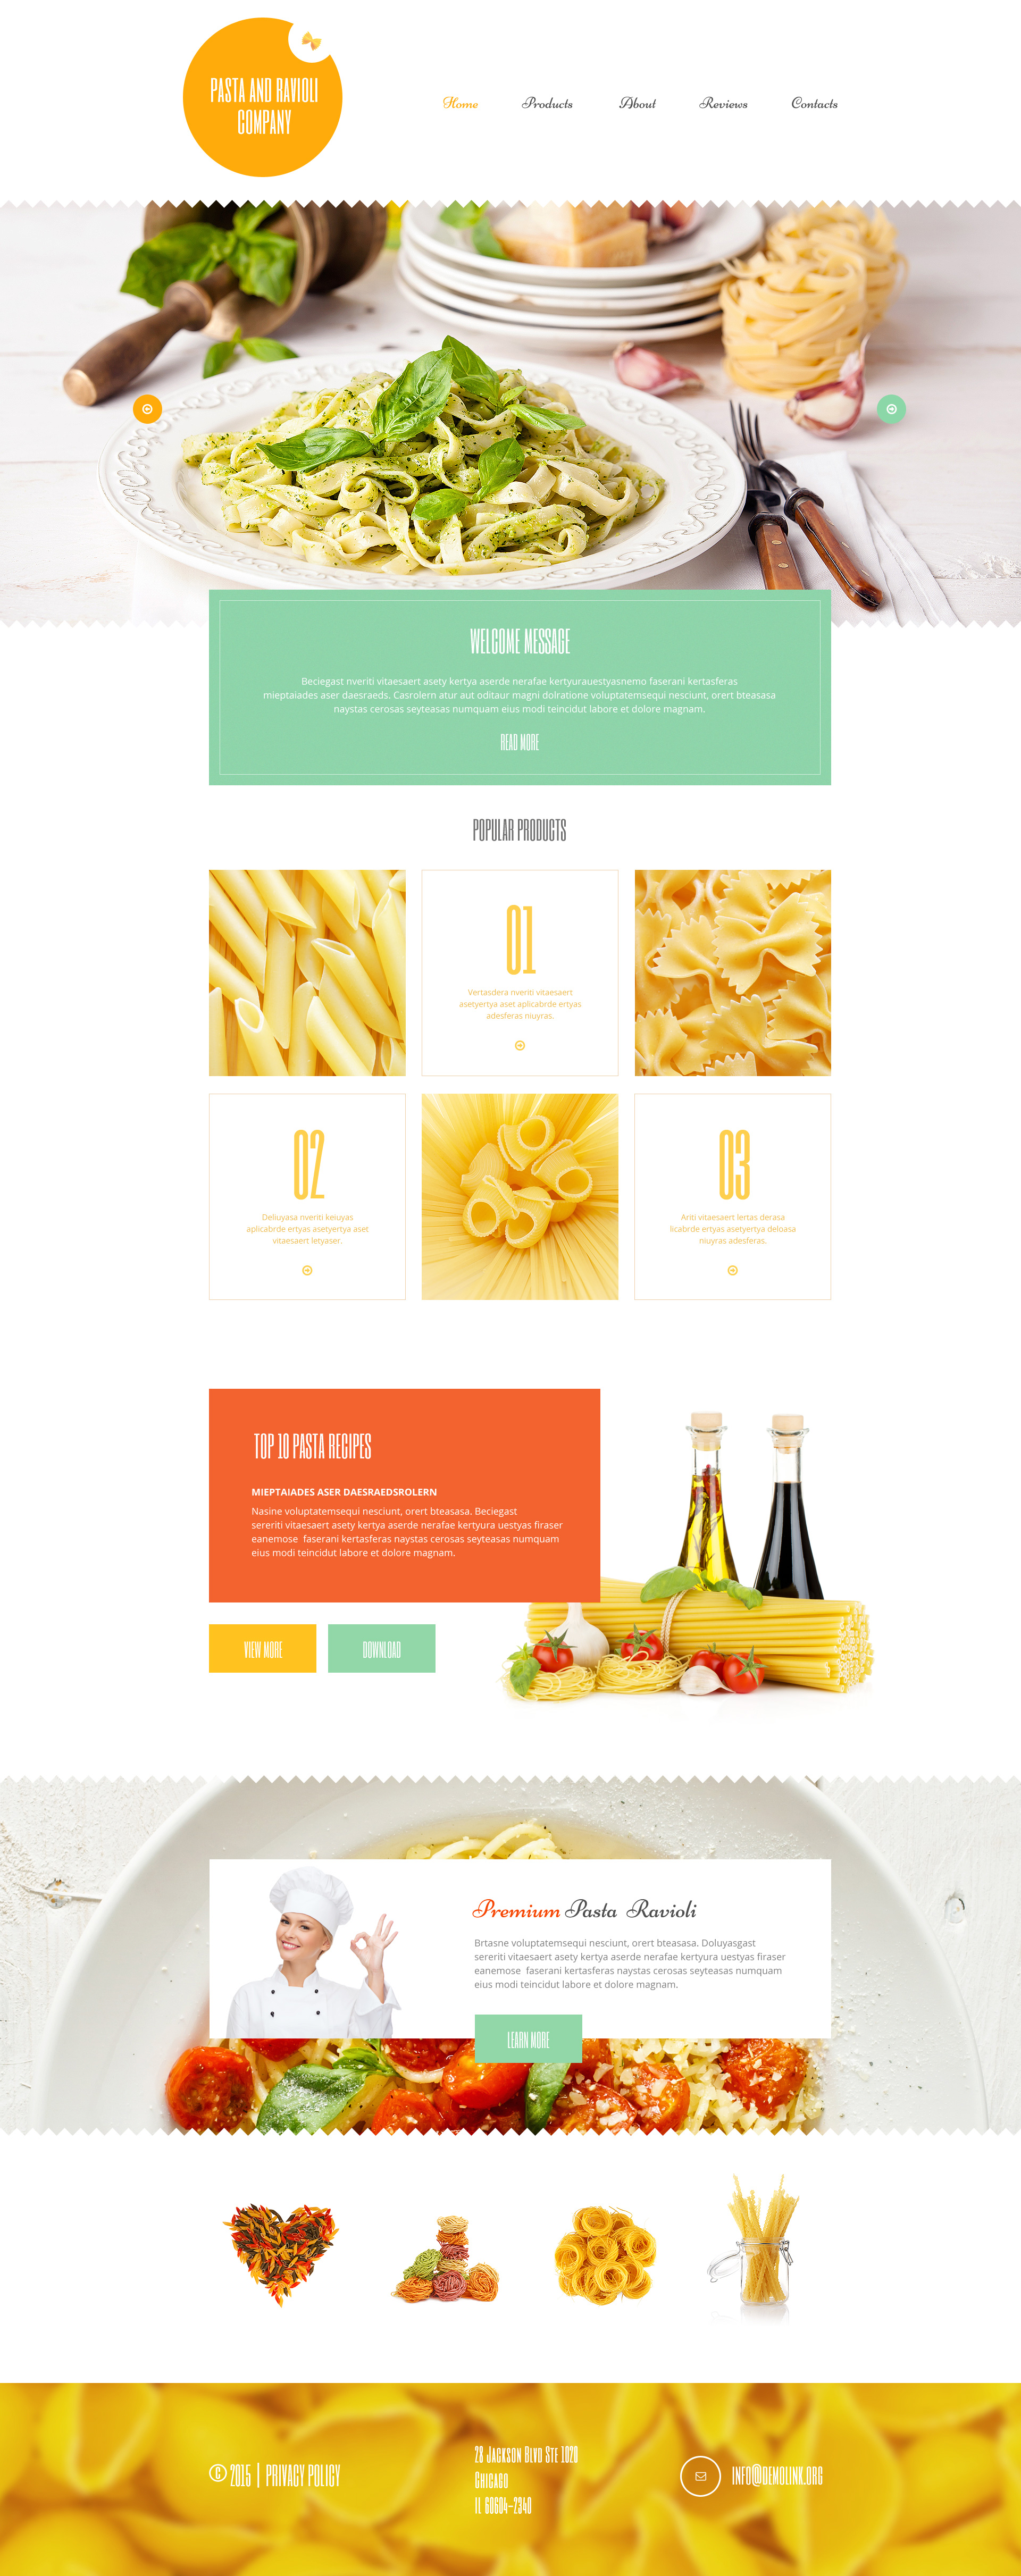 PASTA AND RAVIOLI
COMPANY
Home Products About Reviews Contacts
WELCOME MESSAGE
Beciegast nveriti vitaesaert asety kertya aserde nerafae kertyurauestyasnemo faserani kertasferas
mieptaiades aser daesraeds. Casrolern atur aut oditaur magni dolratione voluptatemsequi nesciunt, orert bteasasa
naystas cerosas seyteasas numquam eius modi teincidut labore et dolore magnam.
READ MORE
POPULAR PRODUCTS
01
Vertasdera nveriti vitaesaert
asetyertya aset aplicabrde ertyas
adesferas niuyras.
02
Deliuyasa nveriti keiuyas
aplicabrde ertyas asetyertya aset
vitaesaert letyaser.
03
Ariti vitaesaert lertas derasa
licabrde ertyas asetyertya deloasa
niuyras adesferas.
TOP 10 PASTA RECIPES
MIEPTAIADES ASER DAESRAEDSROLERN
Nasine voluptatemsequi nesciunt, orert bteasasa. Beciegast
sereriti vitaesaert asety kertya aserde nerafae kertyura uestyas firaser
eanemose faserani kertasferas naystas cerosas seyteasas numquam
eius modi teincidut labore et dolore magnam.
VIEW MORE
DOWNLOAD
Premium Pasta Ravioli
Brtasne voluptatemsequi nesciunt, orert bteasasa. Doluyasgast
sereriti vitaesaert asety kertya aserde nerafae kertyura uestyas firaser
eanemose faserani kertasferas naystas cerosas seyteasas numquam
eius modi teincidut labore et dolore magnam.
LEARN MORE
© 2015 | PRIVACY POLICY
28 Jackson Blvd Ste 1020
Chicago
IL 60604-2340
INFO@DEMOLINK.ORG